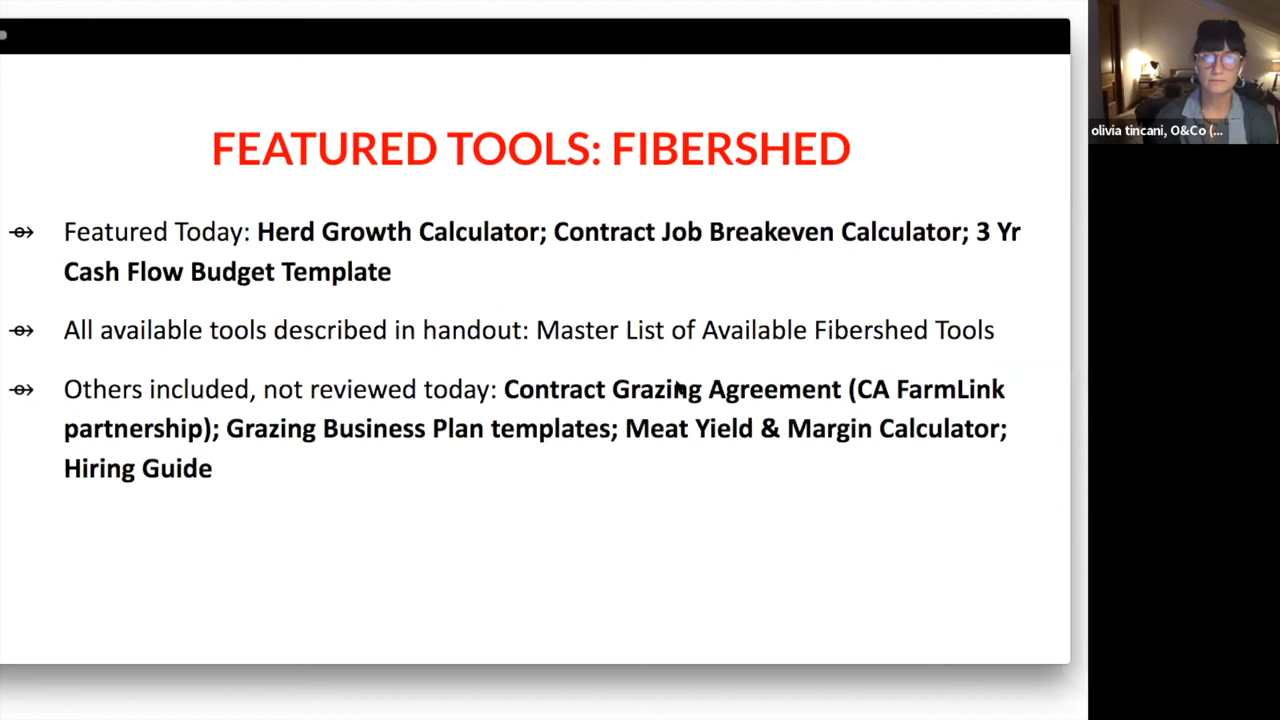 FEATURED TOOLS: FIBERSHED
Featured Today: Herd Growth Calculator; Contract Job Breakeven Calculator; 3 Yr
Cash Flow Budget Template
All available tools described in handout: Master List of Available Fibershed Tools
Others included, not reviewed today: Contract Grazing Agreement (CA FarmLink
partnership); Grazing Business Plan templates; Meat Yield & Margin Calculator;
Hiring Guide
olivia tincani, O&Co (...